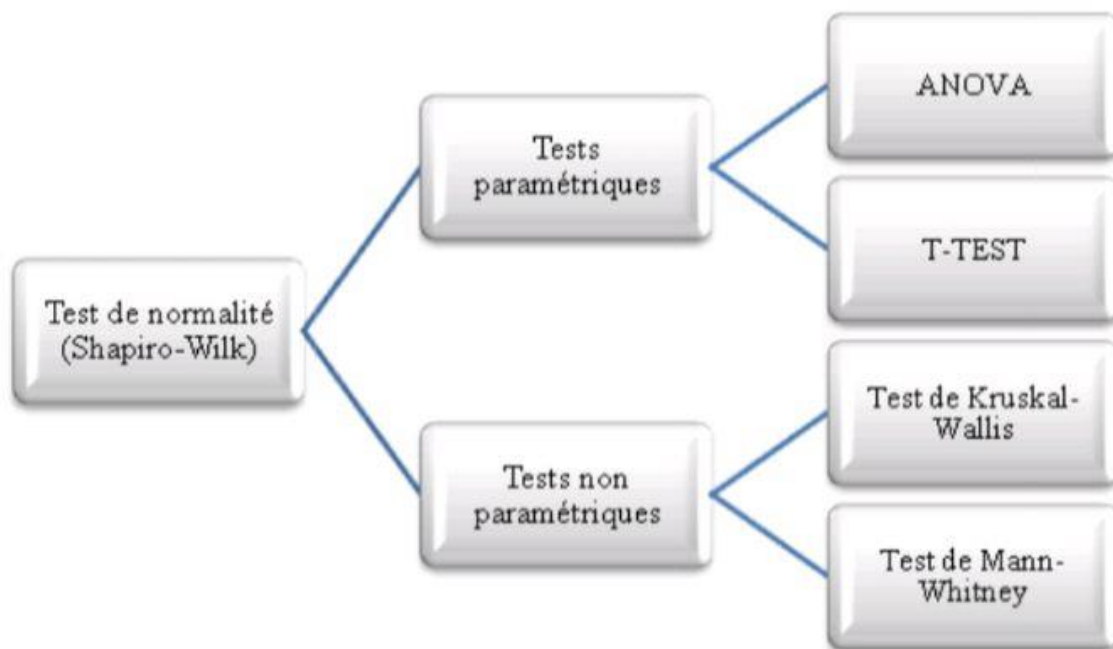 Test de normalité
(Shapiro-Wilk)
Tests
paramétriques
ANOVA
T-TEST
Tests non
paramétriques
Test de Kruskal-
Wallis
Test de Mann-
Whitney